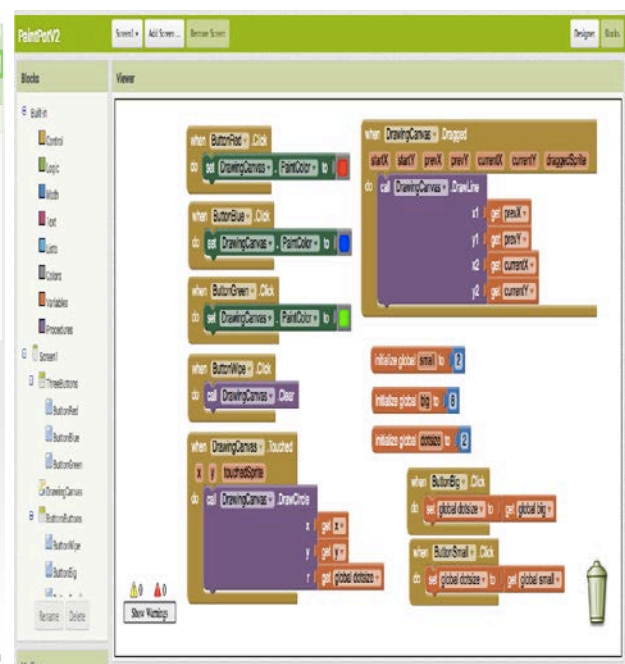 PaintPotV2
Screen1 Add Screen ... Remove Screen
Designer Blocks
Blocks
Viewer
Built-in
Control
Logic
Math
Text
Lists
Colors
Variables
Procedures
Screen1
ThreeButtons
ButtonRed
ButtonBlue
ButtonGreen
DrawingCanvas
BottomButtons
ButtonWipe
ButtonBig
Rename Delete
when ButtonRed .Click
do set DrawingCanvas . PaintColor to
when ButtonBlue .Click
do set DrawingCanvas . PaintColor to
when ButtonGreen .Click
do set DrawingCanvas . PaintColor to
when ButtonWipe .Click
do call DrawingCanvas .Clear
when DrawingCanvas .Touched
x y touchedSprite
do call DrawingCanvas .DrawCircle
x get x
y get y
r get global dotsize
0 0
Show Warnings
when DrawingCanvas .Dragged
startX startY prevX prevY currentX currentY draggedSprite
do call DrawingCanvas .DrawLine
x1 get prevX
y1 get prevY
x2 get currentX
y2 get currentY
initialize global small to 2
initialize global big to 8
initialize global dotsize to 2
when ButtonBig .Click
do set global dotsize to get global big
when ButtonSmall .Click
do set global dotsize to get global small